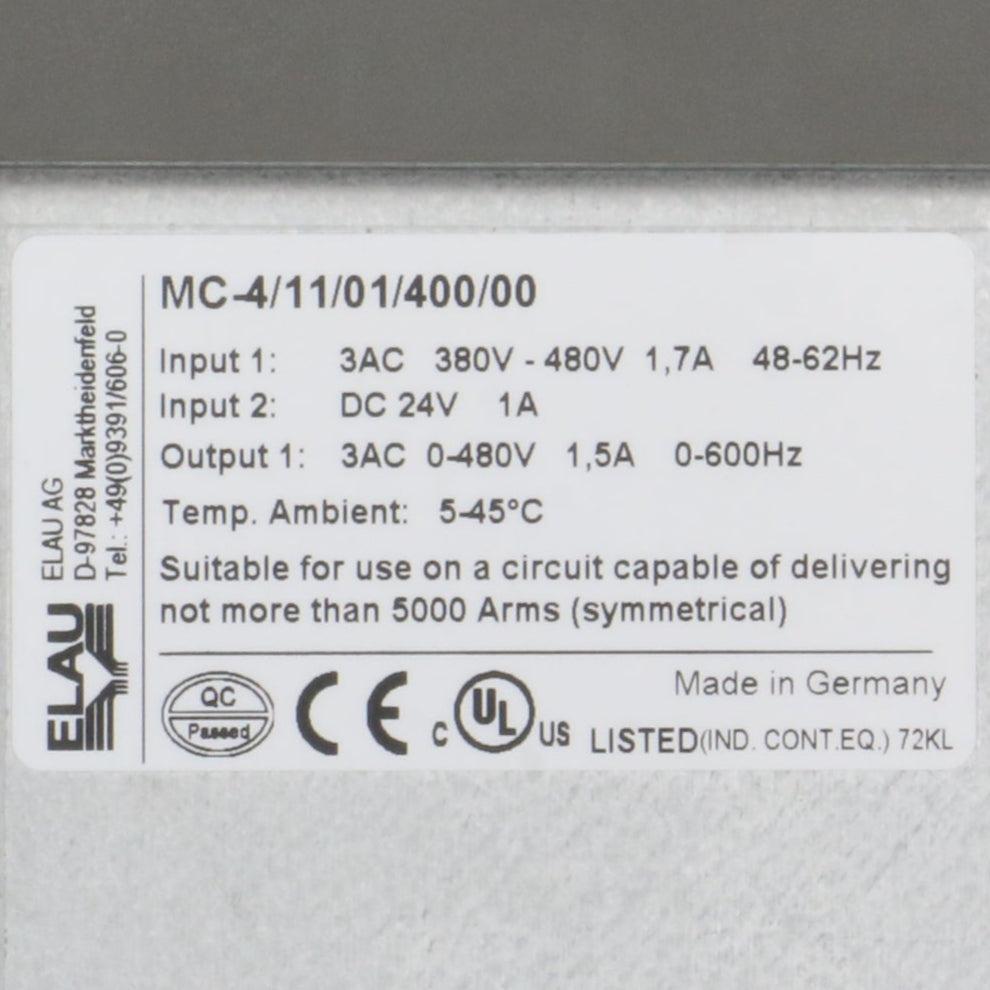 MC-4/11/01/400/00
Input 1: 3AC 380V - 480V 1,7A 48-62Hz
Input 2: DC 24V 1A
Output 1: 3AC 0-480V 1,5A 0-600Hz
Temp. Ambient: 5-45°C
Suitable for use on a circuit capable of delivering
not more than 5000 Arms (symmetrical)
ELAU
ELAU AG
D-97828 Marktheidenfeld
Tel.: +49(0)9391/606-0
QC
Passed
CE
C UL US
Made in Germany
LISTED(IND. CONT.EQ.) 72KL